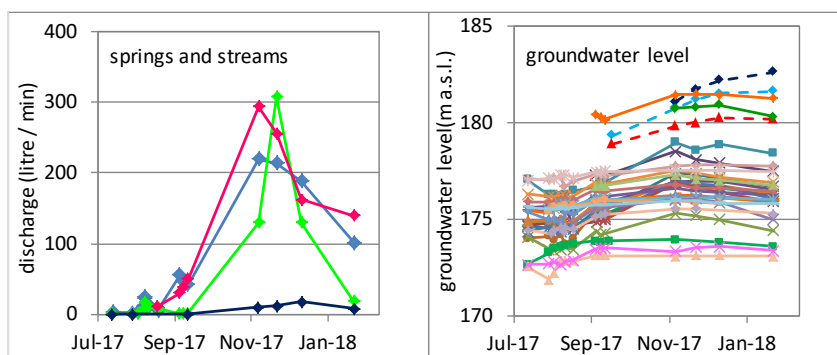 springs and streams
discharge (litre / min)
400
300
200
100
0
Jul-17 Sep-17 Nov-17 Jan-18
groundwater level
groundwater level(m a.s.l.)
185
180
175
170
Jul-17 Sep-17 Nov-17 Jan-18